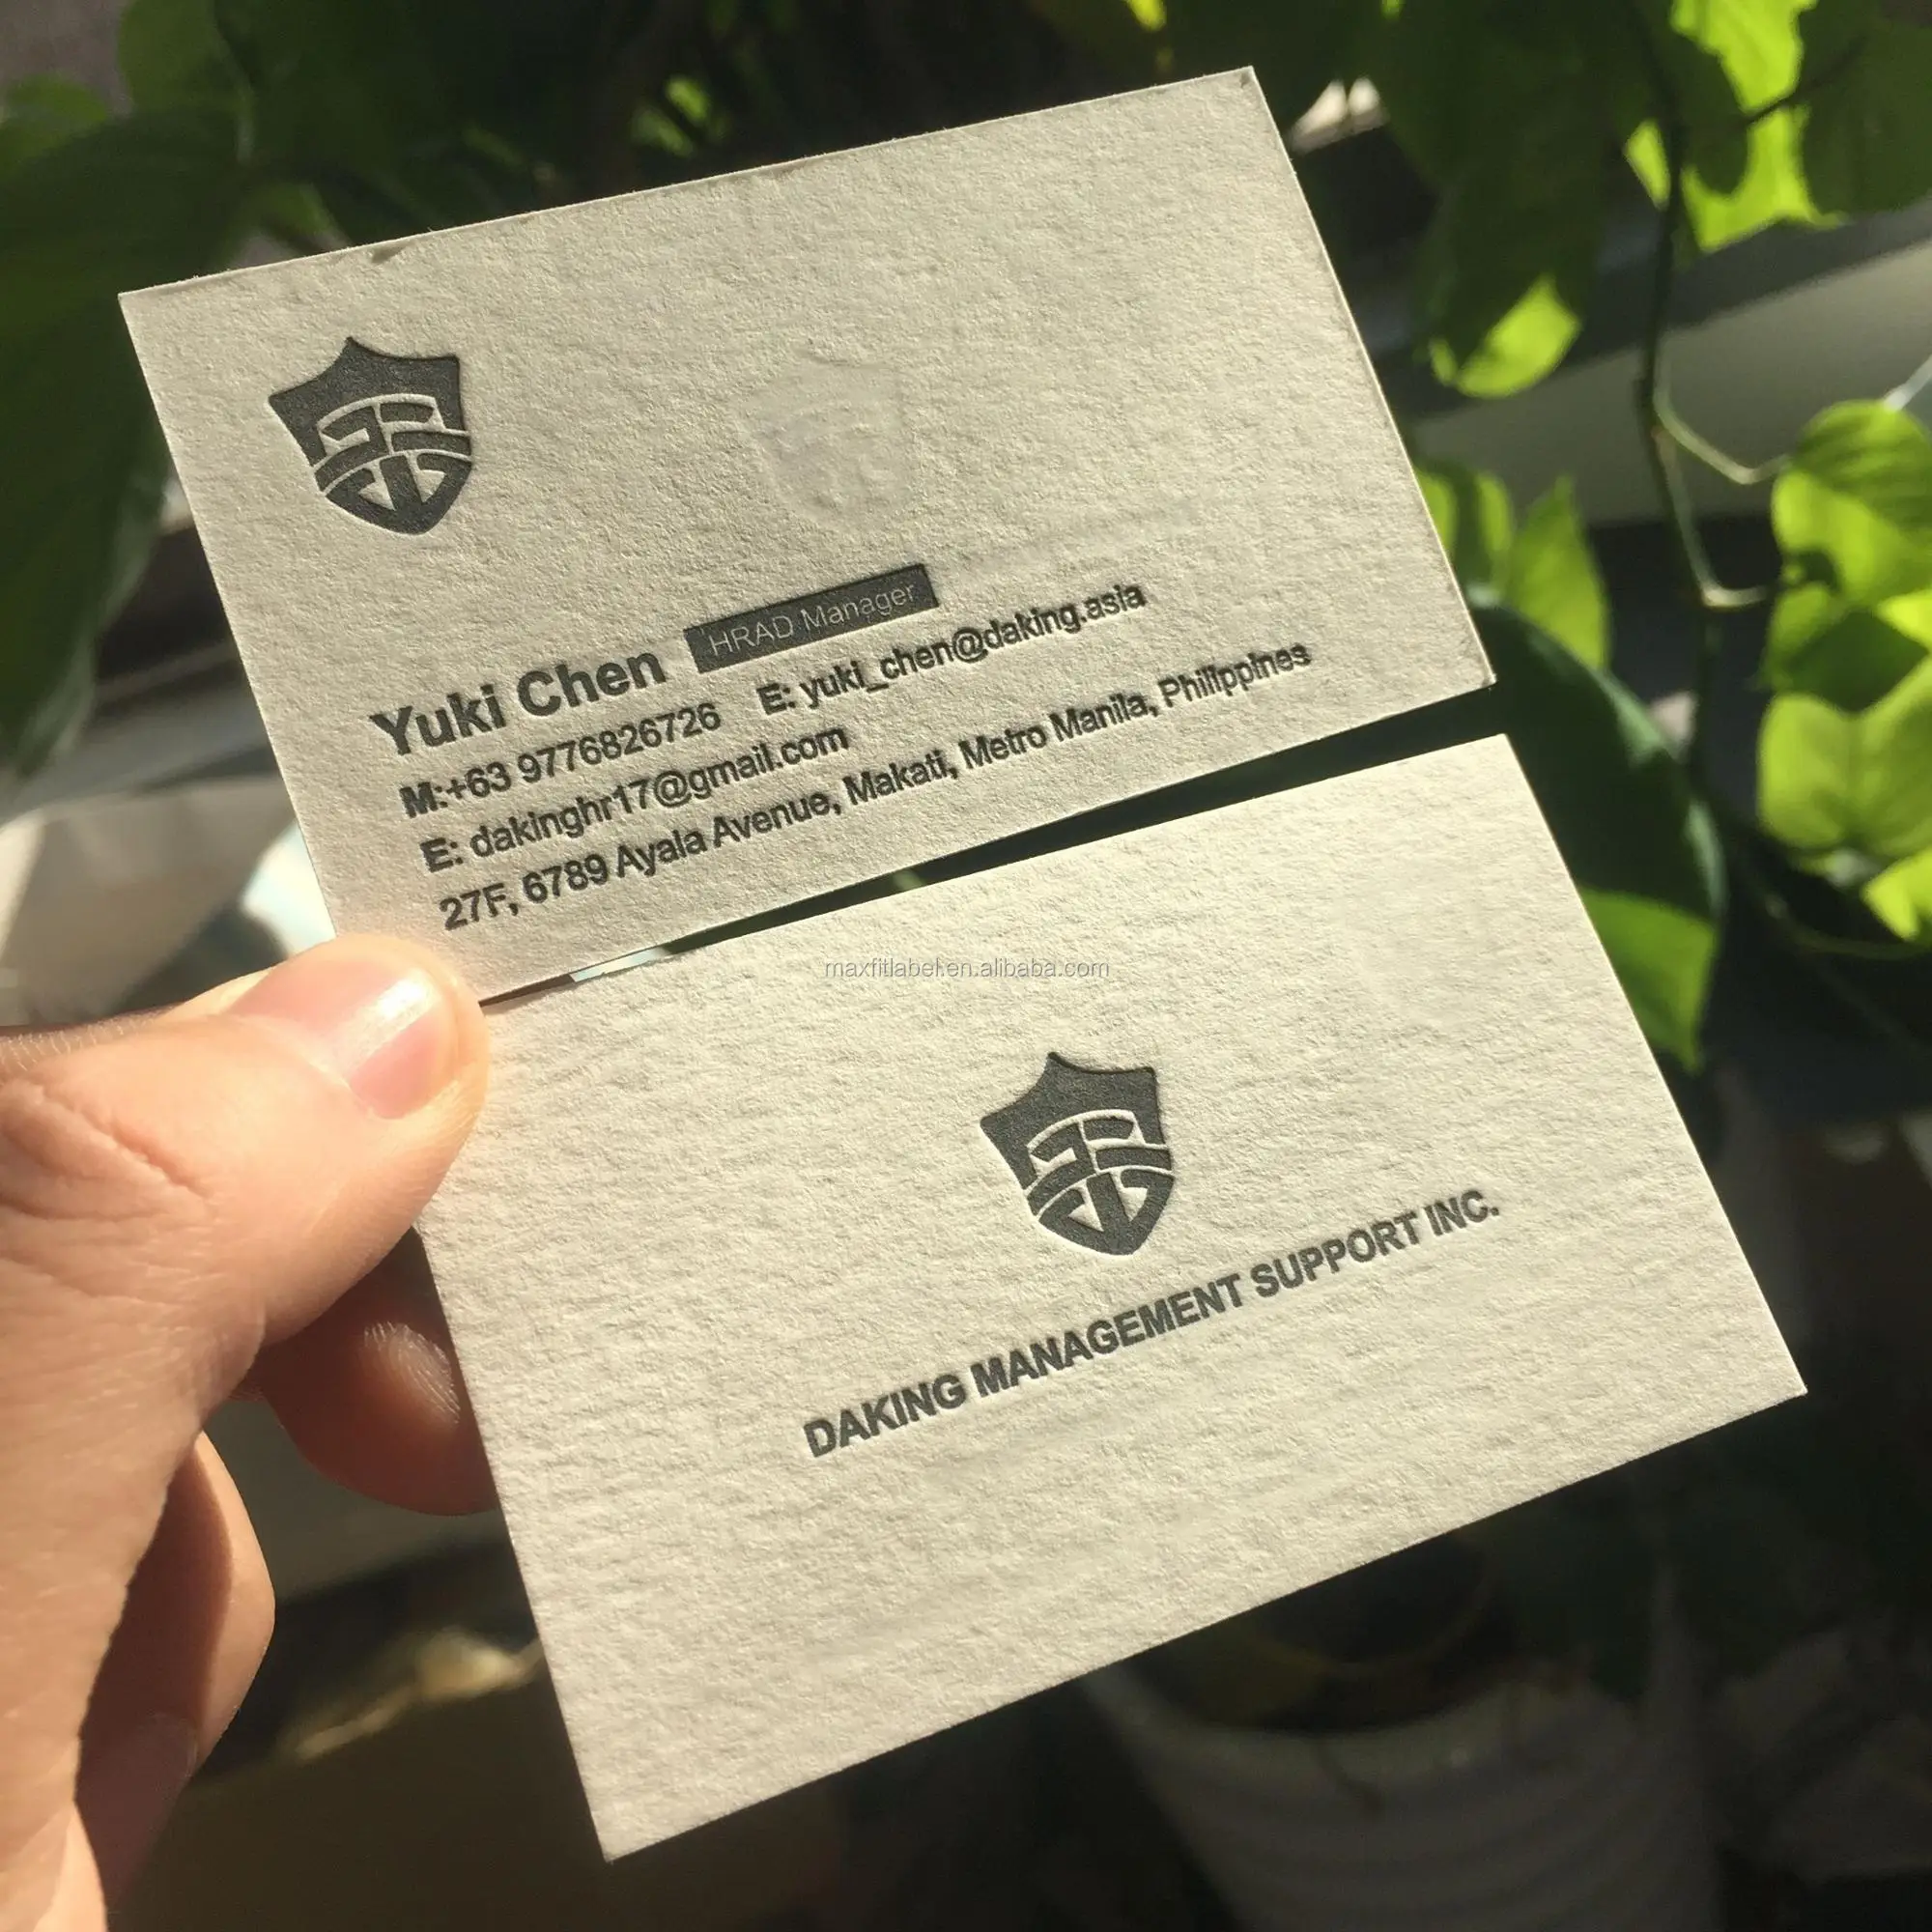 Yuki Chen HRAD Manager
M:+63 9776826726 E: yuki_chen@daking.asia
E: dakinghr17@gmail.com
27F, 6789 Ayala Avenue, Makati, Metro Manila, Philippines
maxfitlabel.en.alibaba.com
DAKING MANAGEMENT SUPPORT INC.